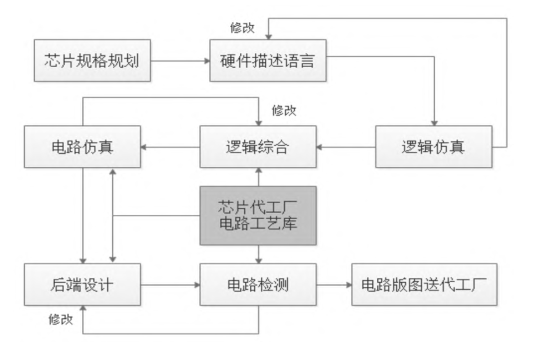 修改
芯片规格规划
硬件描述语言
修改
电路仿真
逻辑综合
逻辑仿真
芯片代工厂
电路工艺库
后端设计
电路检测
电路版图送代工厂
修改